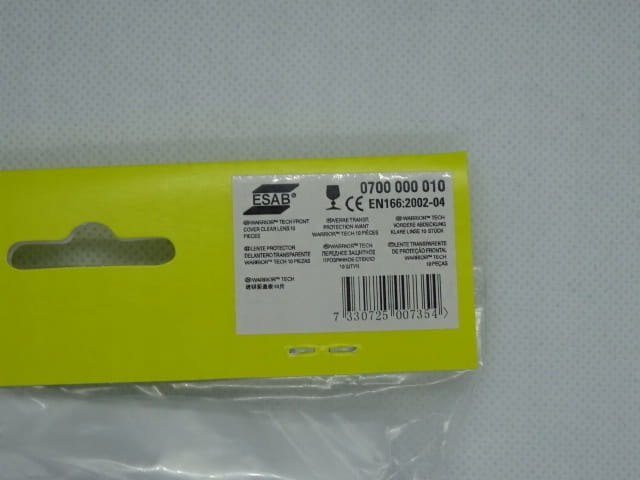 ESAB®
0700 000 010
CE EN166:2002-04
WARRIOR™ TECH FRONT
COVER CLEAR LENS 10
PIECES
VERRE TRANSP.
PROTECTION AVANT
WARRIOR™ TECH 10 PIÈCES
WARRIOR™ TECH
VORDERE ABDECKUNG
KLARE LINSE 10 STÜCK
LENTE PROTECTOR
DELANTERO TRANSPARENTE
WARRIOR™ TECH 10 PIEZAS
WARRIOR™ TECH
ПЕРЕДНЕЕ ЗАЩИТНОЕ
ПРОЗРАЧНОЕ СТЕКЛО
10 ШТУК
LENTE TRANSPARENTE
DE PROTEÇÃO FRONTAL
WARRIOR™ TECH
10 PEÇAS
WARRIOR™ TECH
7 330725 007354 >